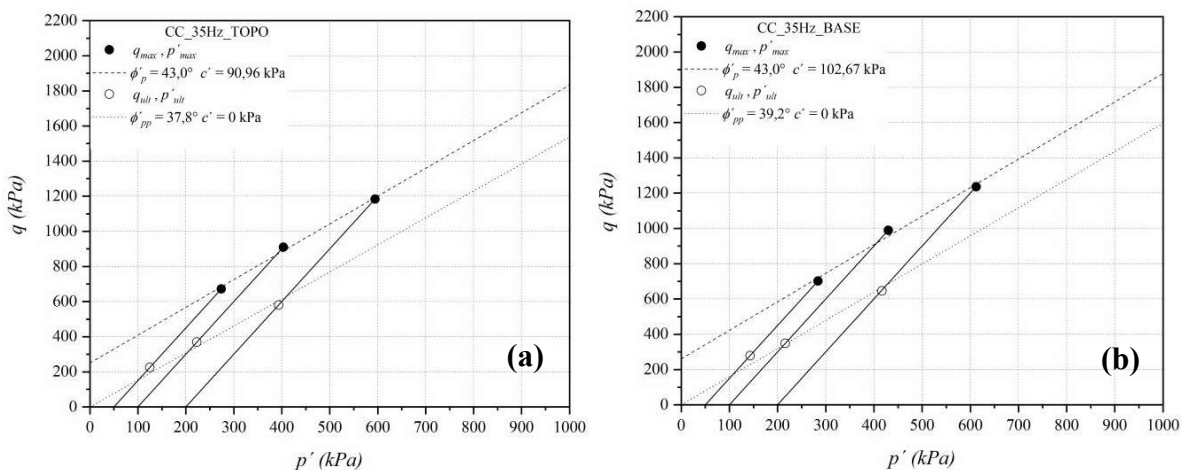 CC_35Hz_TOPO
q_max , p´_max
ϕ´_p = 43,0° c´ = 90,96 kPa
q_ult , p´_ult
ϕ´_pp = 37,8° c´ = 0 kPa
2200
2000
1800
1600
1400
1200
1000
800
600
400
200
0
q (kPa)
0 100 200 300 400 500 600 700 800 900 1000
p´ (kPa)
(a)
CC_35Hz_BASE
q_max , p´_max
ϕ´_p = 43,0° c´ = 102,67 kPa
q_ult , p´_ult
ϕ´_pp = 39,2° c´ = 0 kPa
2200
2000
1800
1600
1400
1200
1000
800
600
400
200
0
q (kPa)
0 100 200 300 400 500 600 700 800 900 1000
p´ (kPa)
(b)